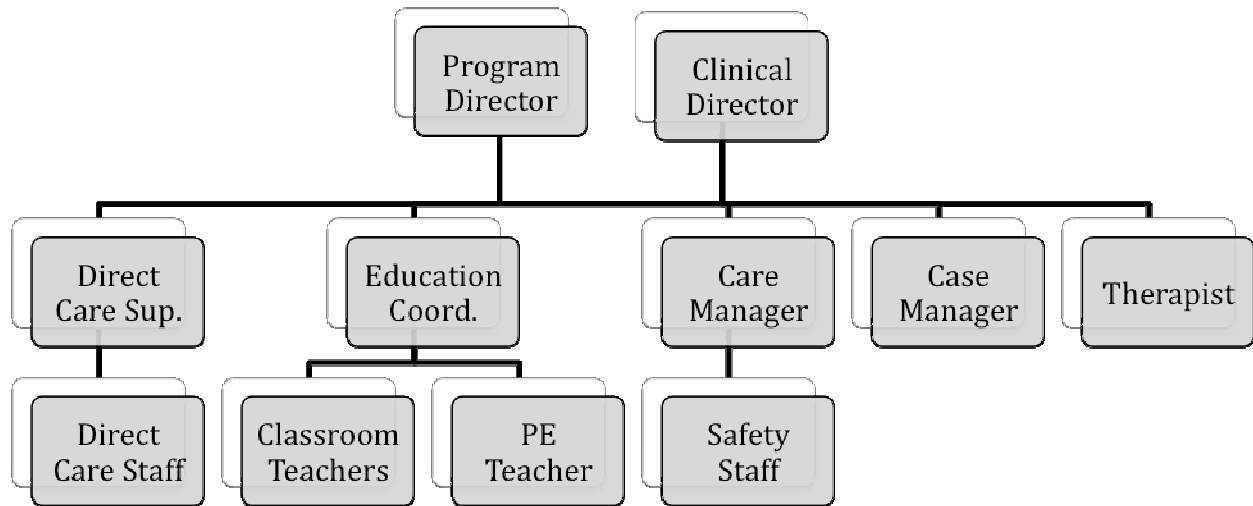 Program
Director
Clinical
Director
Direct
Care Sup.
Education
Coord.
Care
Manager
Case
Manager
Therapist
Direct
Care Staff
Classroom
Teachers
PE
Teacher
Safety
Staff